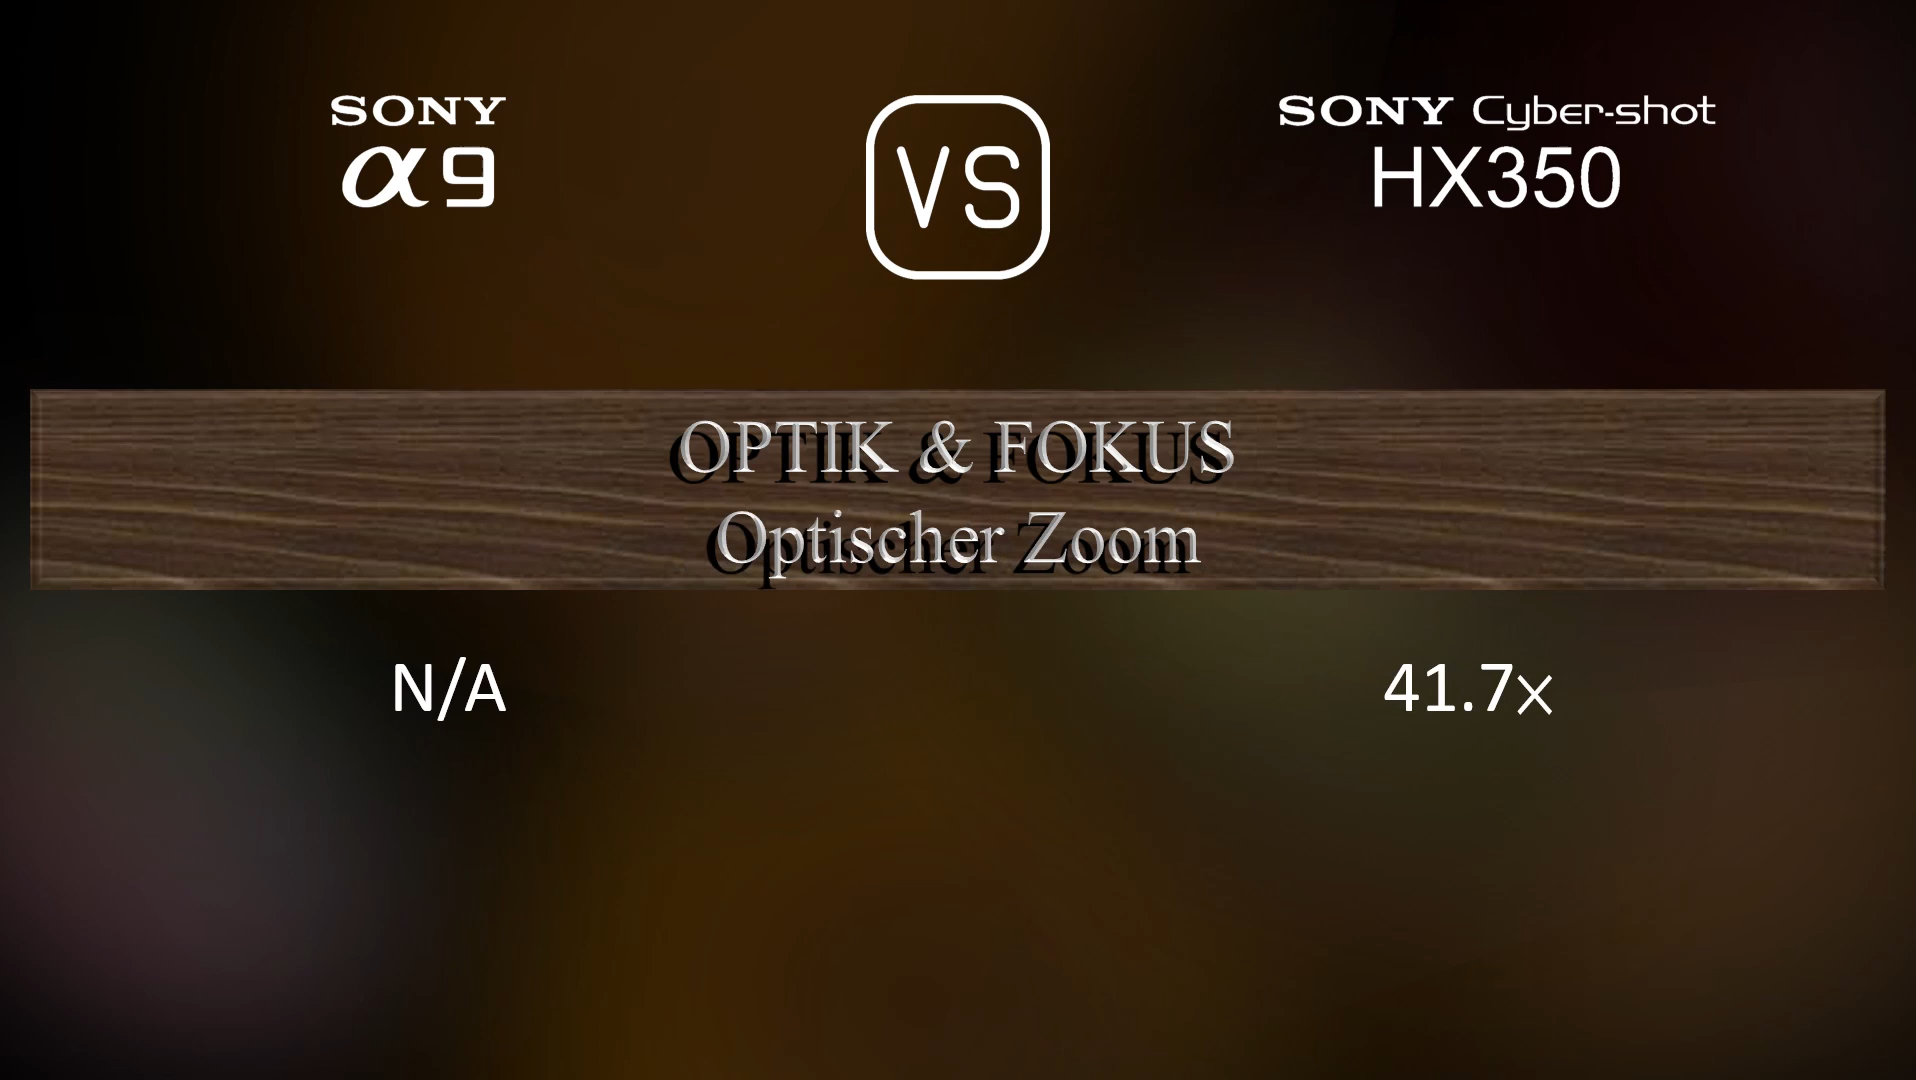 SONY
α9
VS
SONY Cyber-shot
HX350
OPTIK & FOKUS
Optischer Zoom
N/A
41.7x